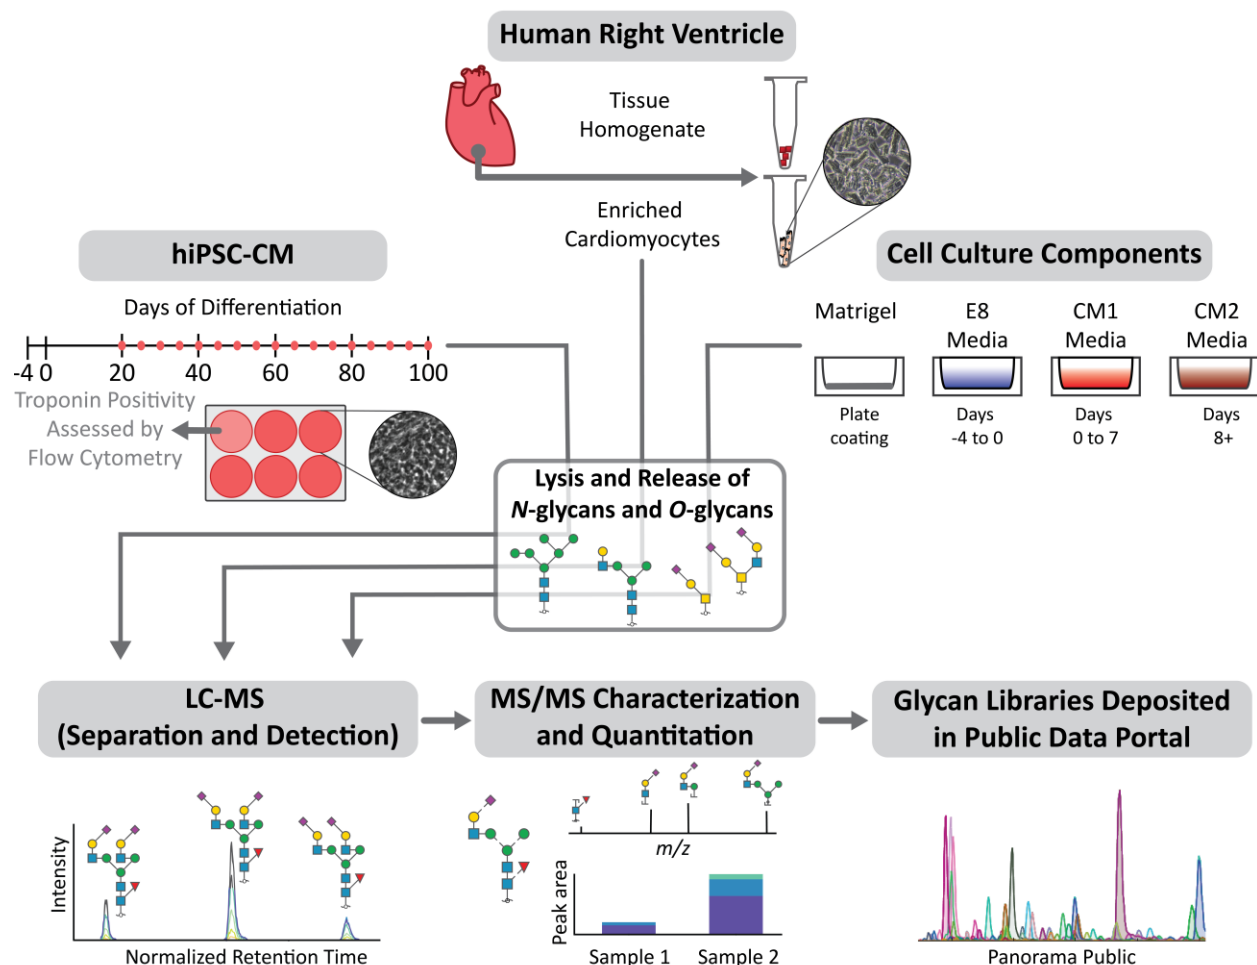 Human Right Ventricle
Tissue
Homogenate
Enriched
Cardiomyocytes
hiPSC-CM
Days of Differentiation
-4 0 20 40 60 80 100
Troponin Positivity
Assessed by
Flow Cytometry
Cell Culture Components
Matrigel
Plate
coating
E8
Media
Days
-4 to 0
CM1
Media
Days
0 to 7
CM2
Media
Days
8+
Lysis and Release of
N-glycans and O-glycans
LC-MS
(Separation and Detection)
MS/MS Characterization
and Quantitation
Glycan Libraries Deposited
in Public Data Portal
Intensity
Normalized Retention Time
m/z
Peak area
Sample 1
Sample 2
Panorama Public